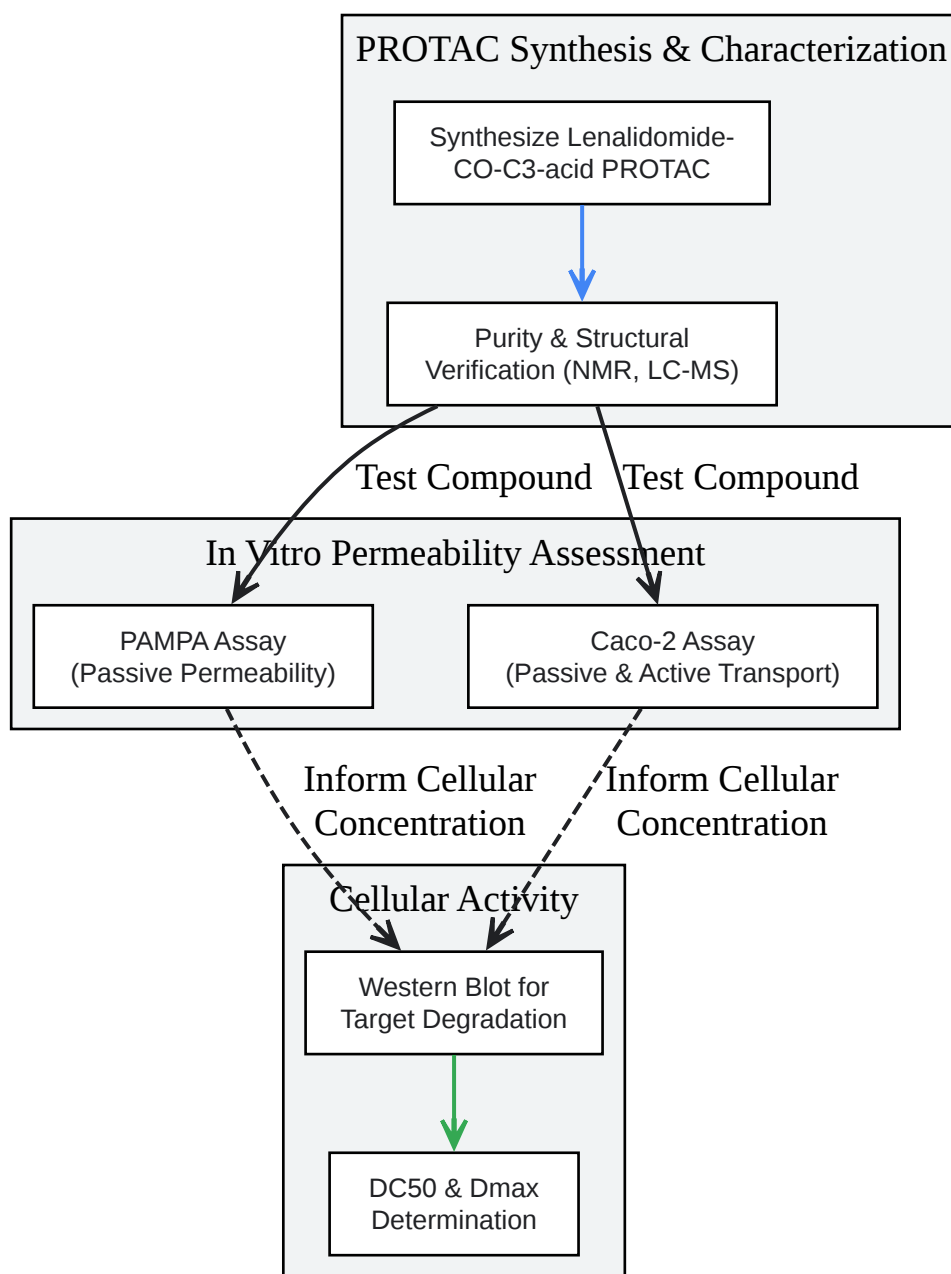 PROTAC Synthesis & Characterization
Synthesize Lenalidomide-
CO-C3-acid PROTAC
Purity & Structural
Verification (NMR, LC-MS)
Test Compound
Test Compound
In Vitro Permeability Assessment
PAMPA Assay
(Passive Permeability)
Caco-2 Assay
(Passive & Active Transport)
Inform Cellular
Concentration
Inform Cellular
Concentration
Cellular Activity
Western Blot for
Target Degradation
DC50 & Dmax
Determination